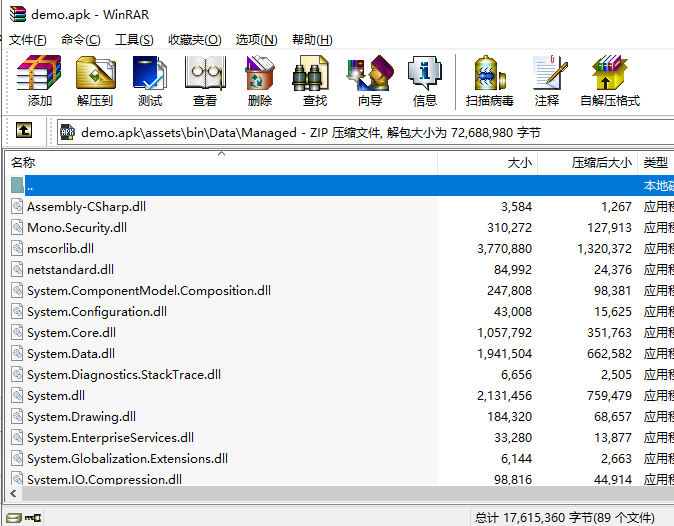 demo.apk - WinRAR
文件(F) 命令(C) 工具(S) 收藏夹(O) 选项(N) 帮助(H)
添加 解压到 测试 查看 删除 查找 向导 信息 扫描病毒 注释 自解压格式
APK demo.apk\assets\bin\Data\Managed - ZIP 压缩文件, 解包大小为 72,688,980 字节
名称 大小 压缩后大小 类型
.. 本地磁
Assembly-CSharp.dll 3,584 1,267 应用程
Mono.Security.dll 310,272 127,913 应用程
mscorlib.dll 3,770,880 1,320,372 应用程
netstandard.dll 84,992 24,376 应用程
System.ComponentModel.Composition.dll 247,808 98,381 应用程
System.Configuration.dll 43,008 15,625 应用程
System.Core.dll 1,057,792 351,763 应用程
System.Data.dll 1,941,504 662,582 应用程
System.Diagnostics.StackTrace.dll 6,656 2,505 应用程
System.dll 2,131,456 759,479 应用程
System.Drawing.dll 184,320 68,657 应用程
System.EnterpriseServices.dll 33,280 13,877 应用程
System.Globalization.Extensions.dll 6,144 2,663 应用程
System.IO.Compression.dll 98,816 44,914 应用程
总计 17,615,360 字节(89 个文件)